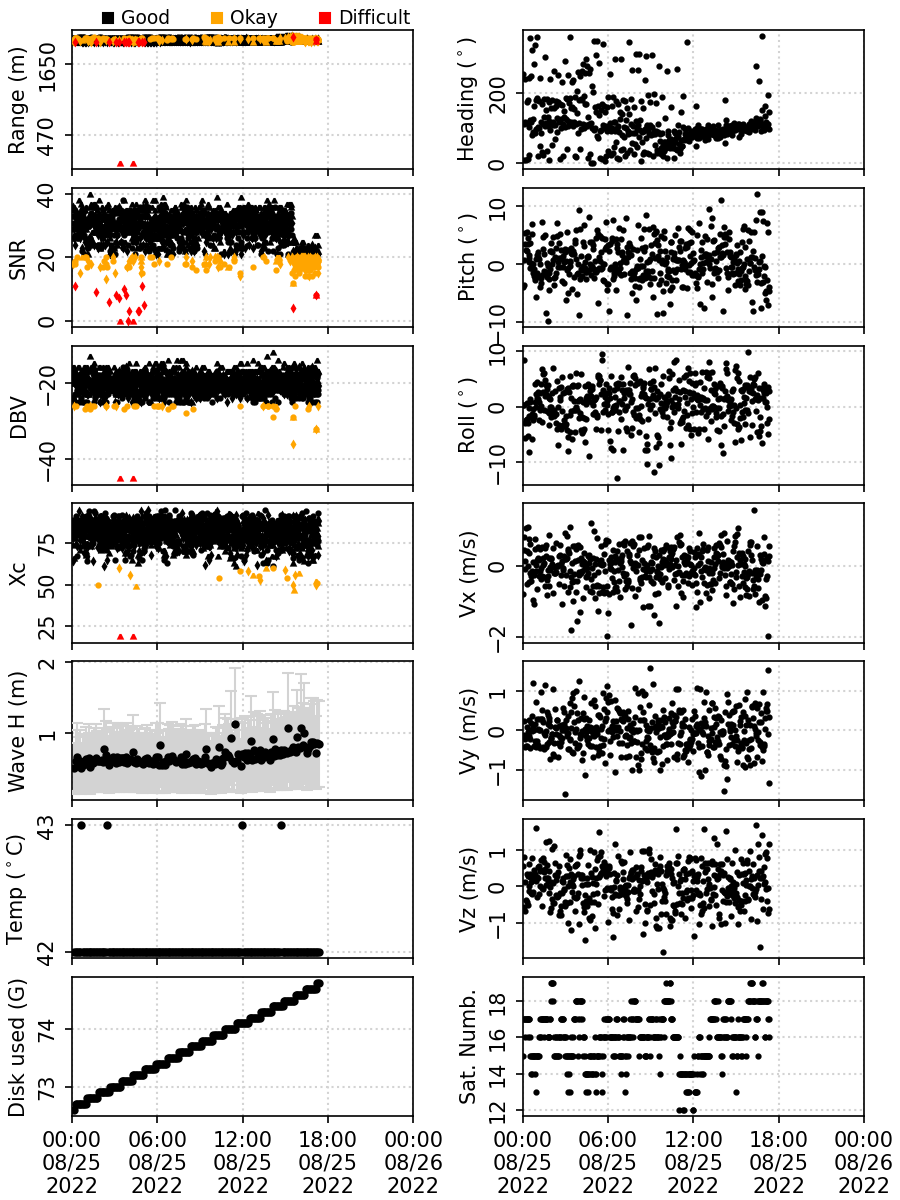 Good Okay Difficult
Range (m)
1650
470
Heading (°)
200
0
SNR
40
20
0
Pitch (°)
10
0
−10
DBV
−20
−40
Roll (°)
10
0
−10
Xc
75
50
25
Vx (m/s)
0
−2
Wave H (m)
2
1
Vy (m/s)
1
0
−1
Temp (°C)
43
42
Vz (m/s)
1
0
−1
Disk used (G)
74
73
Sat. Numb.
18
16
14
12
00:00 06:00 12:00 18:00 00:00
08/25 08/25 08/25 08/25 08/26
2022 2022 2022 2022 2022
00:00 06:00 12:00 18:00 00:00
08/25 08/25 08/25 08/25 08/26
2022 2022 2022 2022 2022